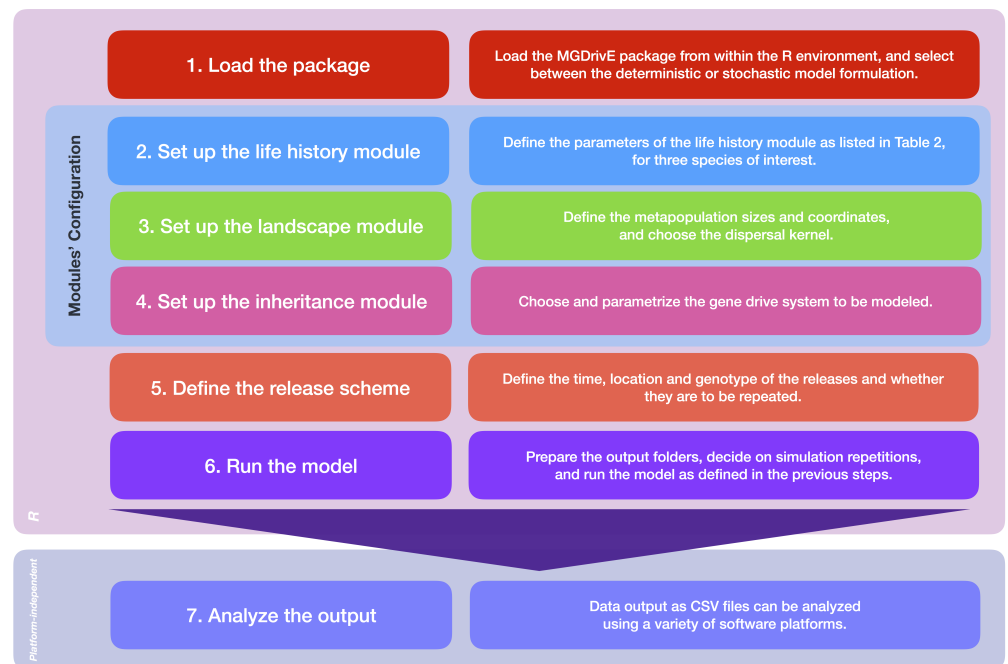 1. Load the package
Load the MGDrivE package from within the R environment, and select
between the deterministic or stochastic model formulation.
Modules' Configuration
2. Set up the life history module
Define the parameters of the life history module as listed in Table 2,
for three species of interest.
3. Set up the landscape module
Define the metapopulation sizes and coordinates,
and choose the dispersal kernel.
4. Set up the inheritance module
Choose and parametrize the gene drive system to be modeled.
5. Define the release scheme
Define the time, location and genotype of the releases and whether
they are to be repeated.
6. Run the model
Prepare the output folders, decide on simulation repetitions,
and run the model as defined in the previous steps.
R
Platform-independent
7. Analyze the output
Data output as CSV files can be analyzed
using a variety of software platforms.